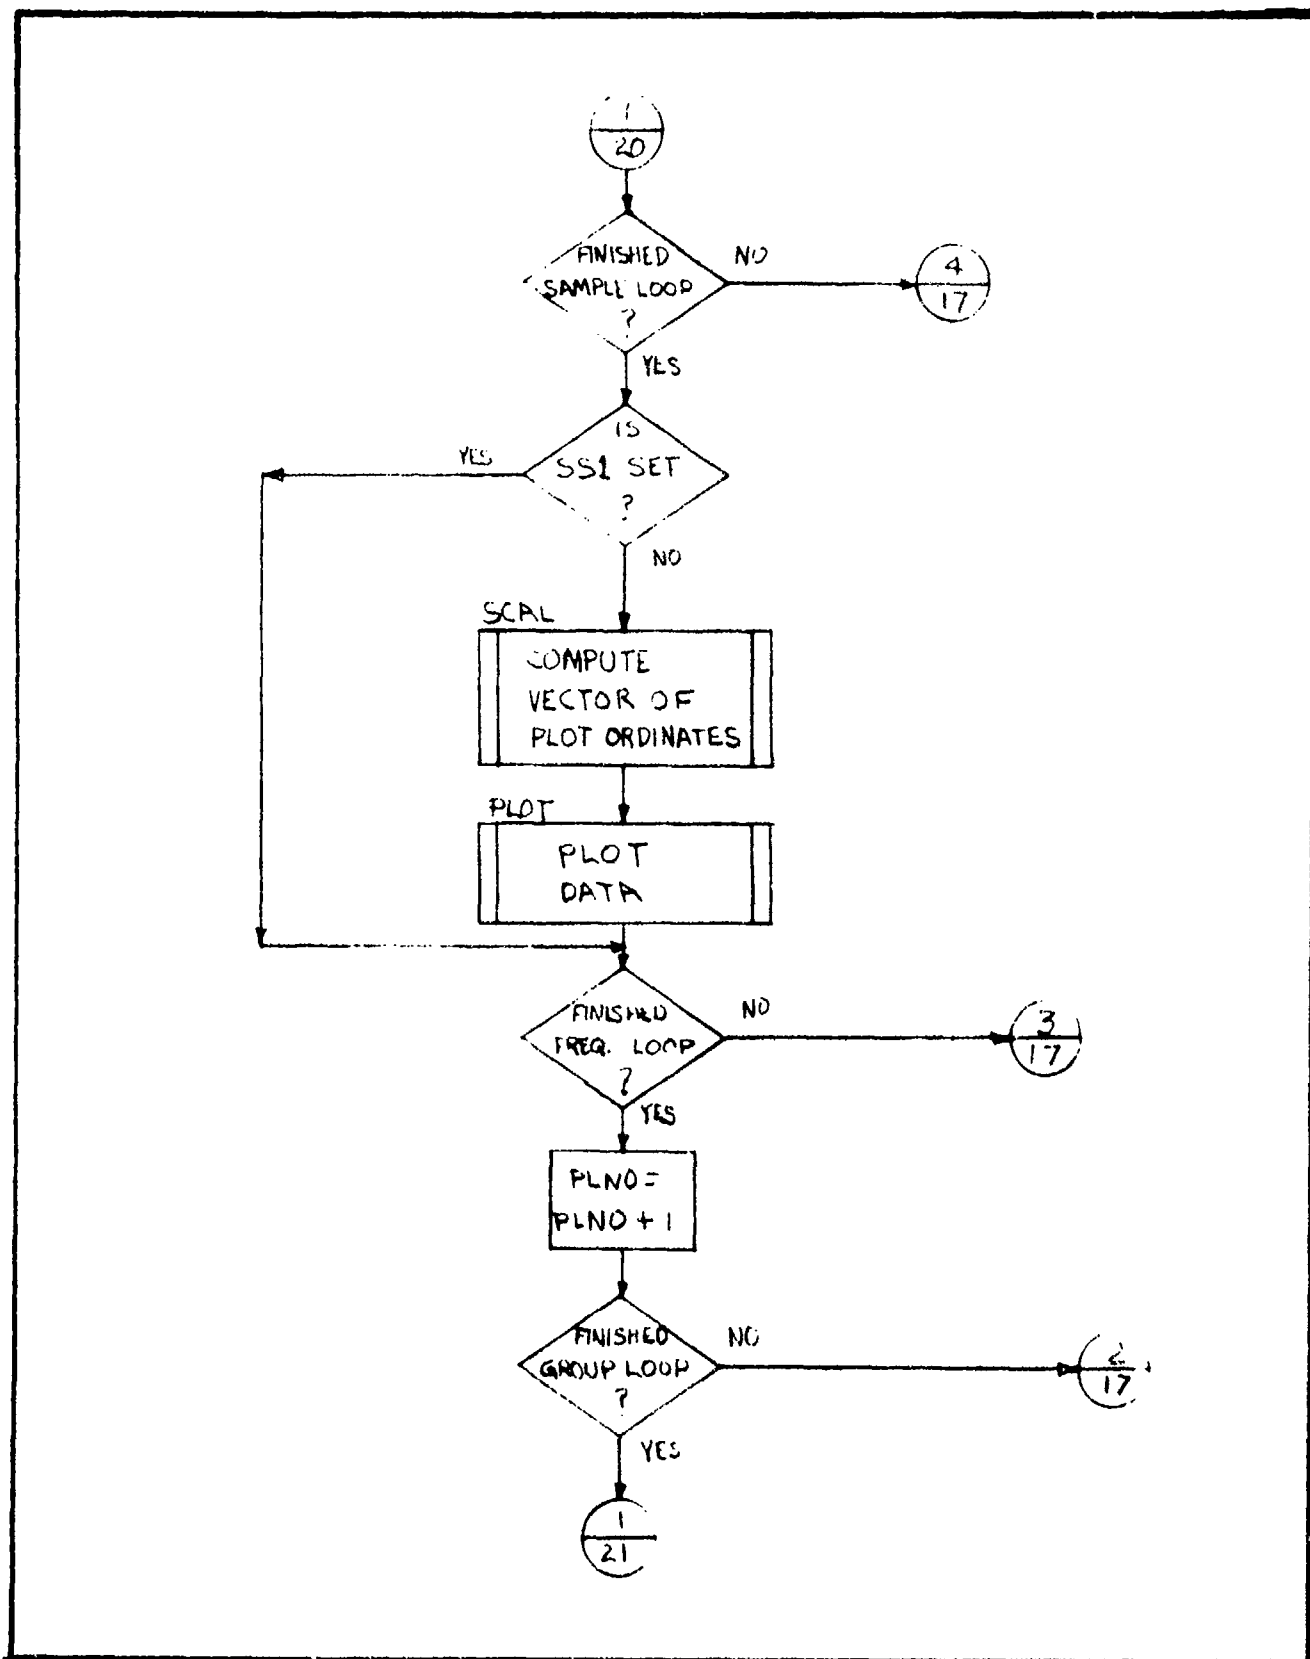 1
20
FINISHED
SAMPLE LOOP
?
NO
4
17
YES
IS
SS1 SET
?
YES
NO
SCAL
COMPUTE
VECTOR OF
PLOT ORDINATES
PLOT
PLOT
DATA
FINISHED
FREQ. LOOP
?
NO
3
17
YES
PLNO =
PLNO + 1
FINISHED
GROUP LOOP
?
NO
2
17
YES
1
21